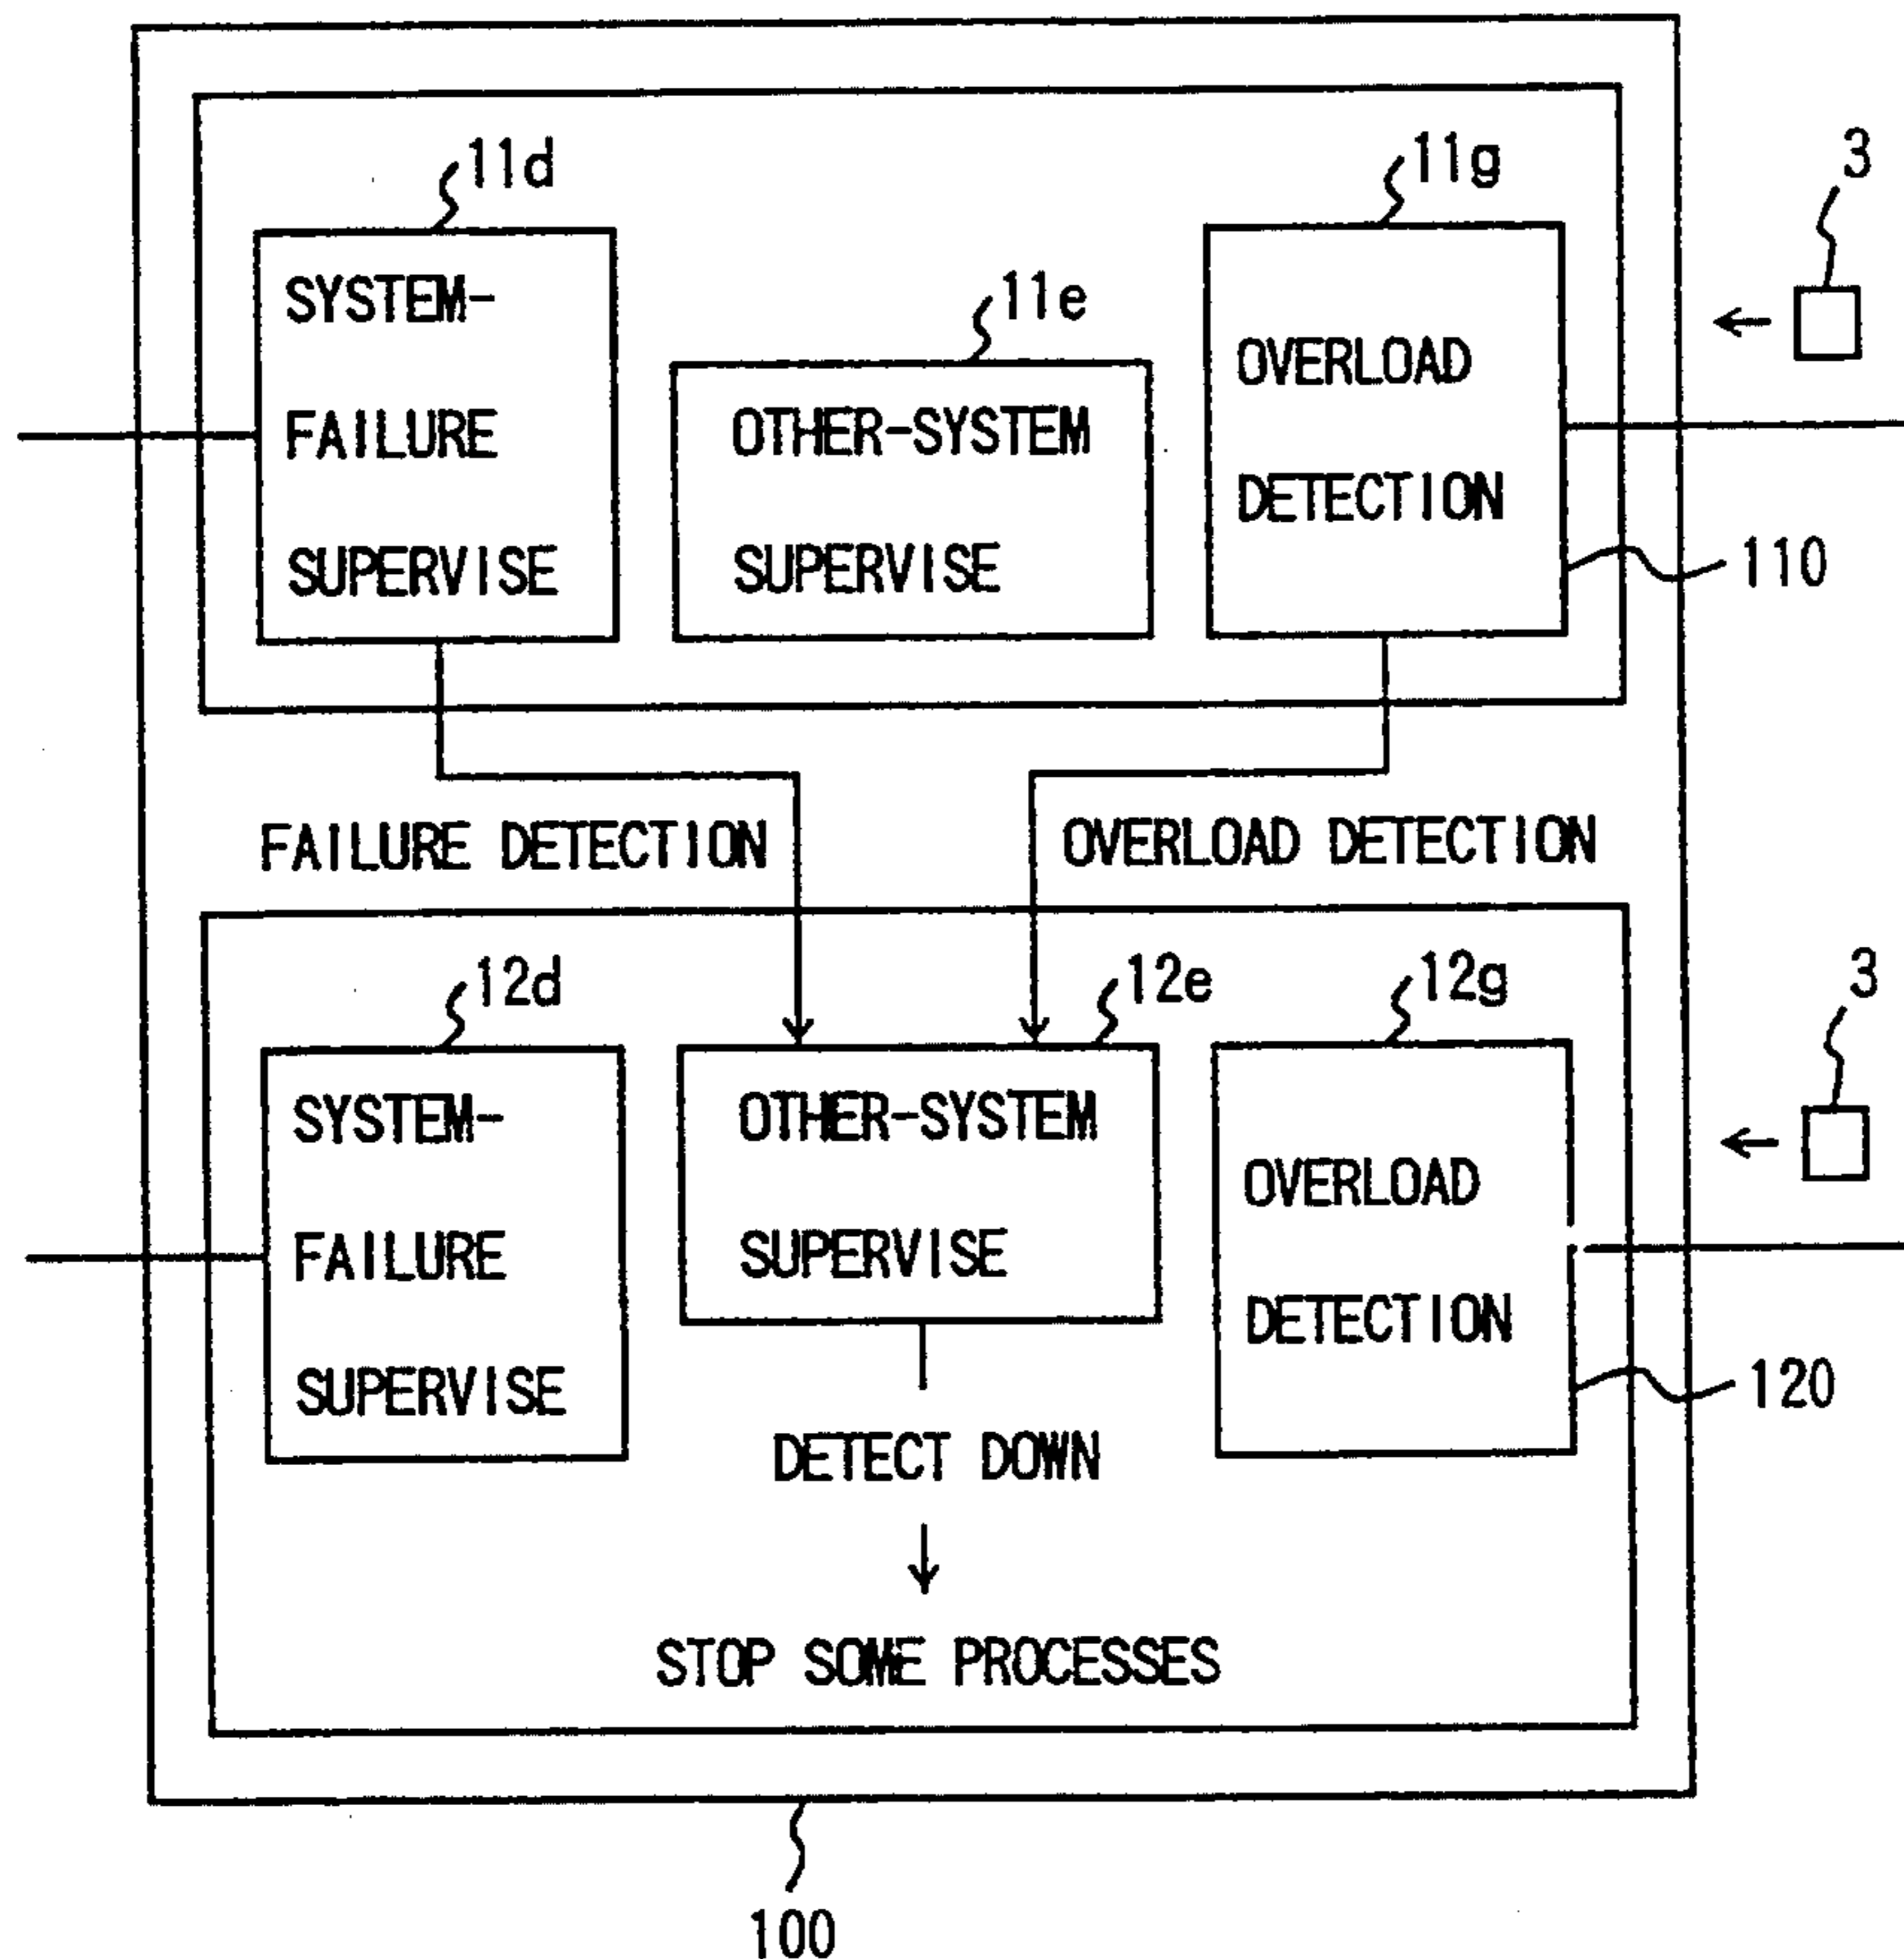 11d
11g
3
SYSTEM-
FAILURE
SUPERVISE
11e
OTHER-SYSTEM
SUPERVISE
OVERLOAD
DETECTION
110
FAILURE DETECTION
OVERLOAD DETECTION
12d
12e
12g
3
SYSTEM-
FAILURE
SUPERVISE
OTHER-SYSTEM
SUPERVISE
OVERLOAD
DETECTION
120
DETECT DOWN
STOP SOME PROCESSES
100